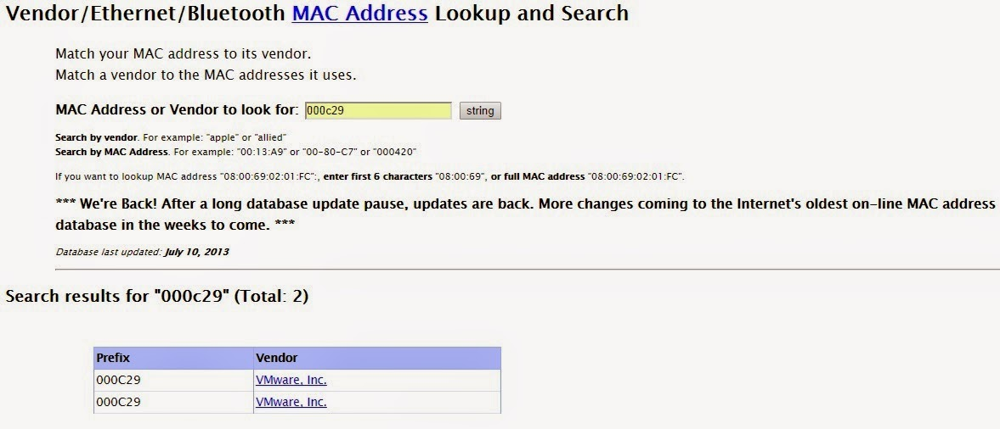 Vendor/Ethernet/Bluetooth MAC Address Lookup and Search
Match your MAC address to its vendor.
Match a vendor to the MAC addresses it uses.
MAC Address or Vendor to look for: 000c29 string
Search by vendor. For example: "apple" or "allied"
Search by MAC Address. For example: "00:13:A9" or "00-80-C7" or "000420"
If you want to lookup MAC address "08:00:69:02:01:FC":, enter first 6 characters "08:00:69", or full MAC address "08:00:69:02:01:FC".
*** We're Back! After a long database update pause, updates are back. More changes coming to the Internet's oldest on-line MAC address
database in the weeks to come. ***
Database last updated: July 10, 2013
Search results for "000c29" (Total: 2)
Prefix Vendor
000C29 VMware, Inc.
000C29 VMware, Inc.